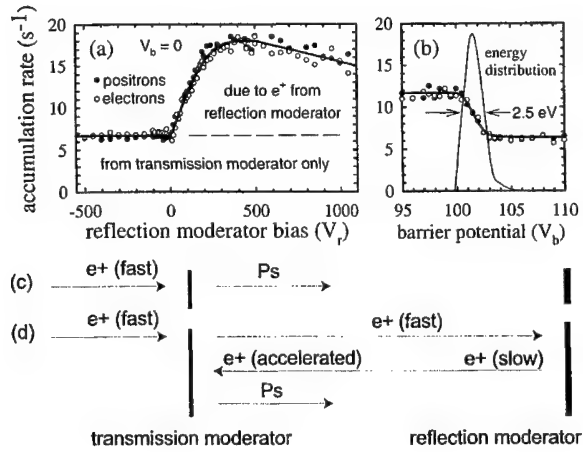 accumulation rate (s⁻¹)
20
15
10
5
0
(a) V_b = 0
positrons
electrons
due to e⁺ from
reflection moderator
from transmission moderator only
-500 0 500 1000
reflection moderator bias (V_r)
20
15
10
5
0
(b)
energy
distribution
2.5 eV
95 100 105 110
barrier potential (V_b)
(c) e+ (fast) Ps
(d) e+ (fast) e+ (fast)
e+ (accelerated) e+ (slow)
Ps
transmission moderator reflection moderator